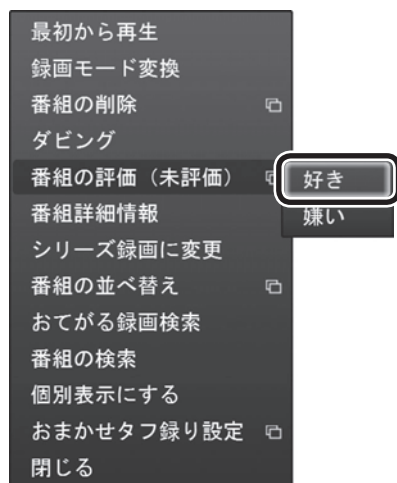 最初から再生
録画モード変換
番組の削除
ダビング
番組の評価（未評価）
好き
番組詳細情報
嫌い
シリーズ録画に変更
番組の並べ替え
おてがる録画検索
番組の検索
個別表示にする
おまかせタフ録り設定
閉じる